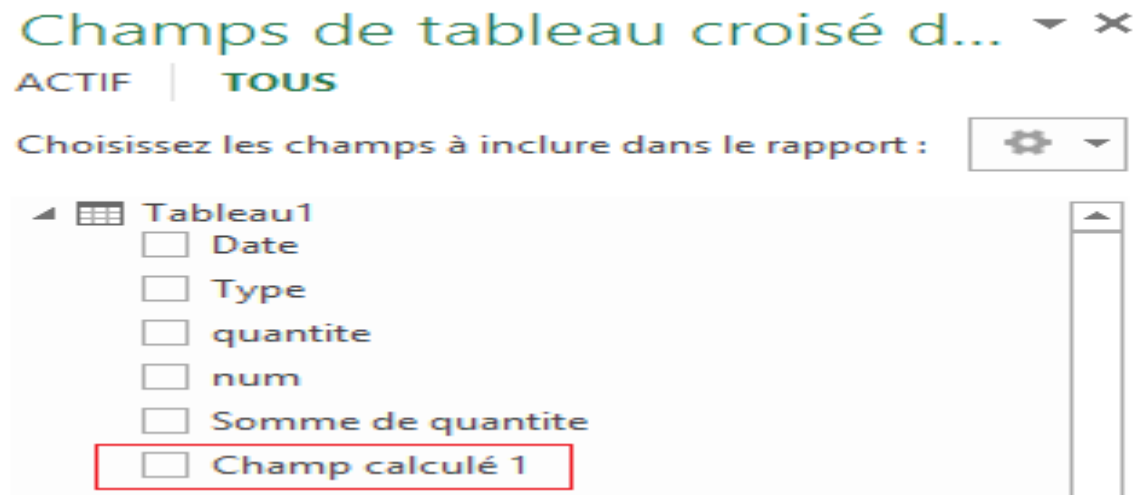 Champs de tableau croisé d...
ACTIF TOUS
Choisissez les champs à inclure dans le rapport :
Tableau1
Date
Type
quantite
num
Somme de quantite
Champ calculé 1